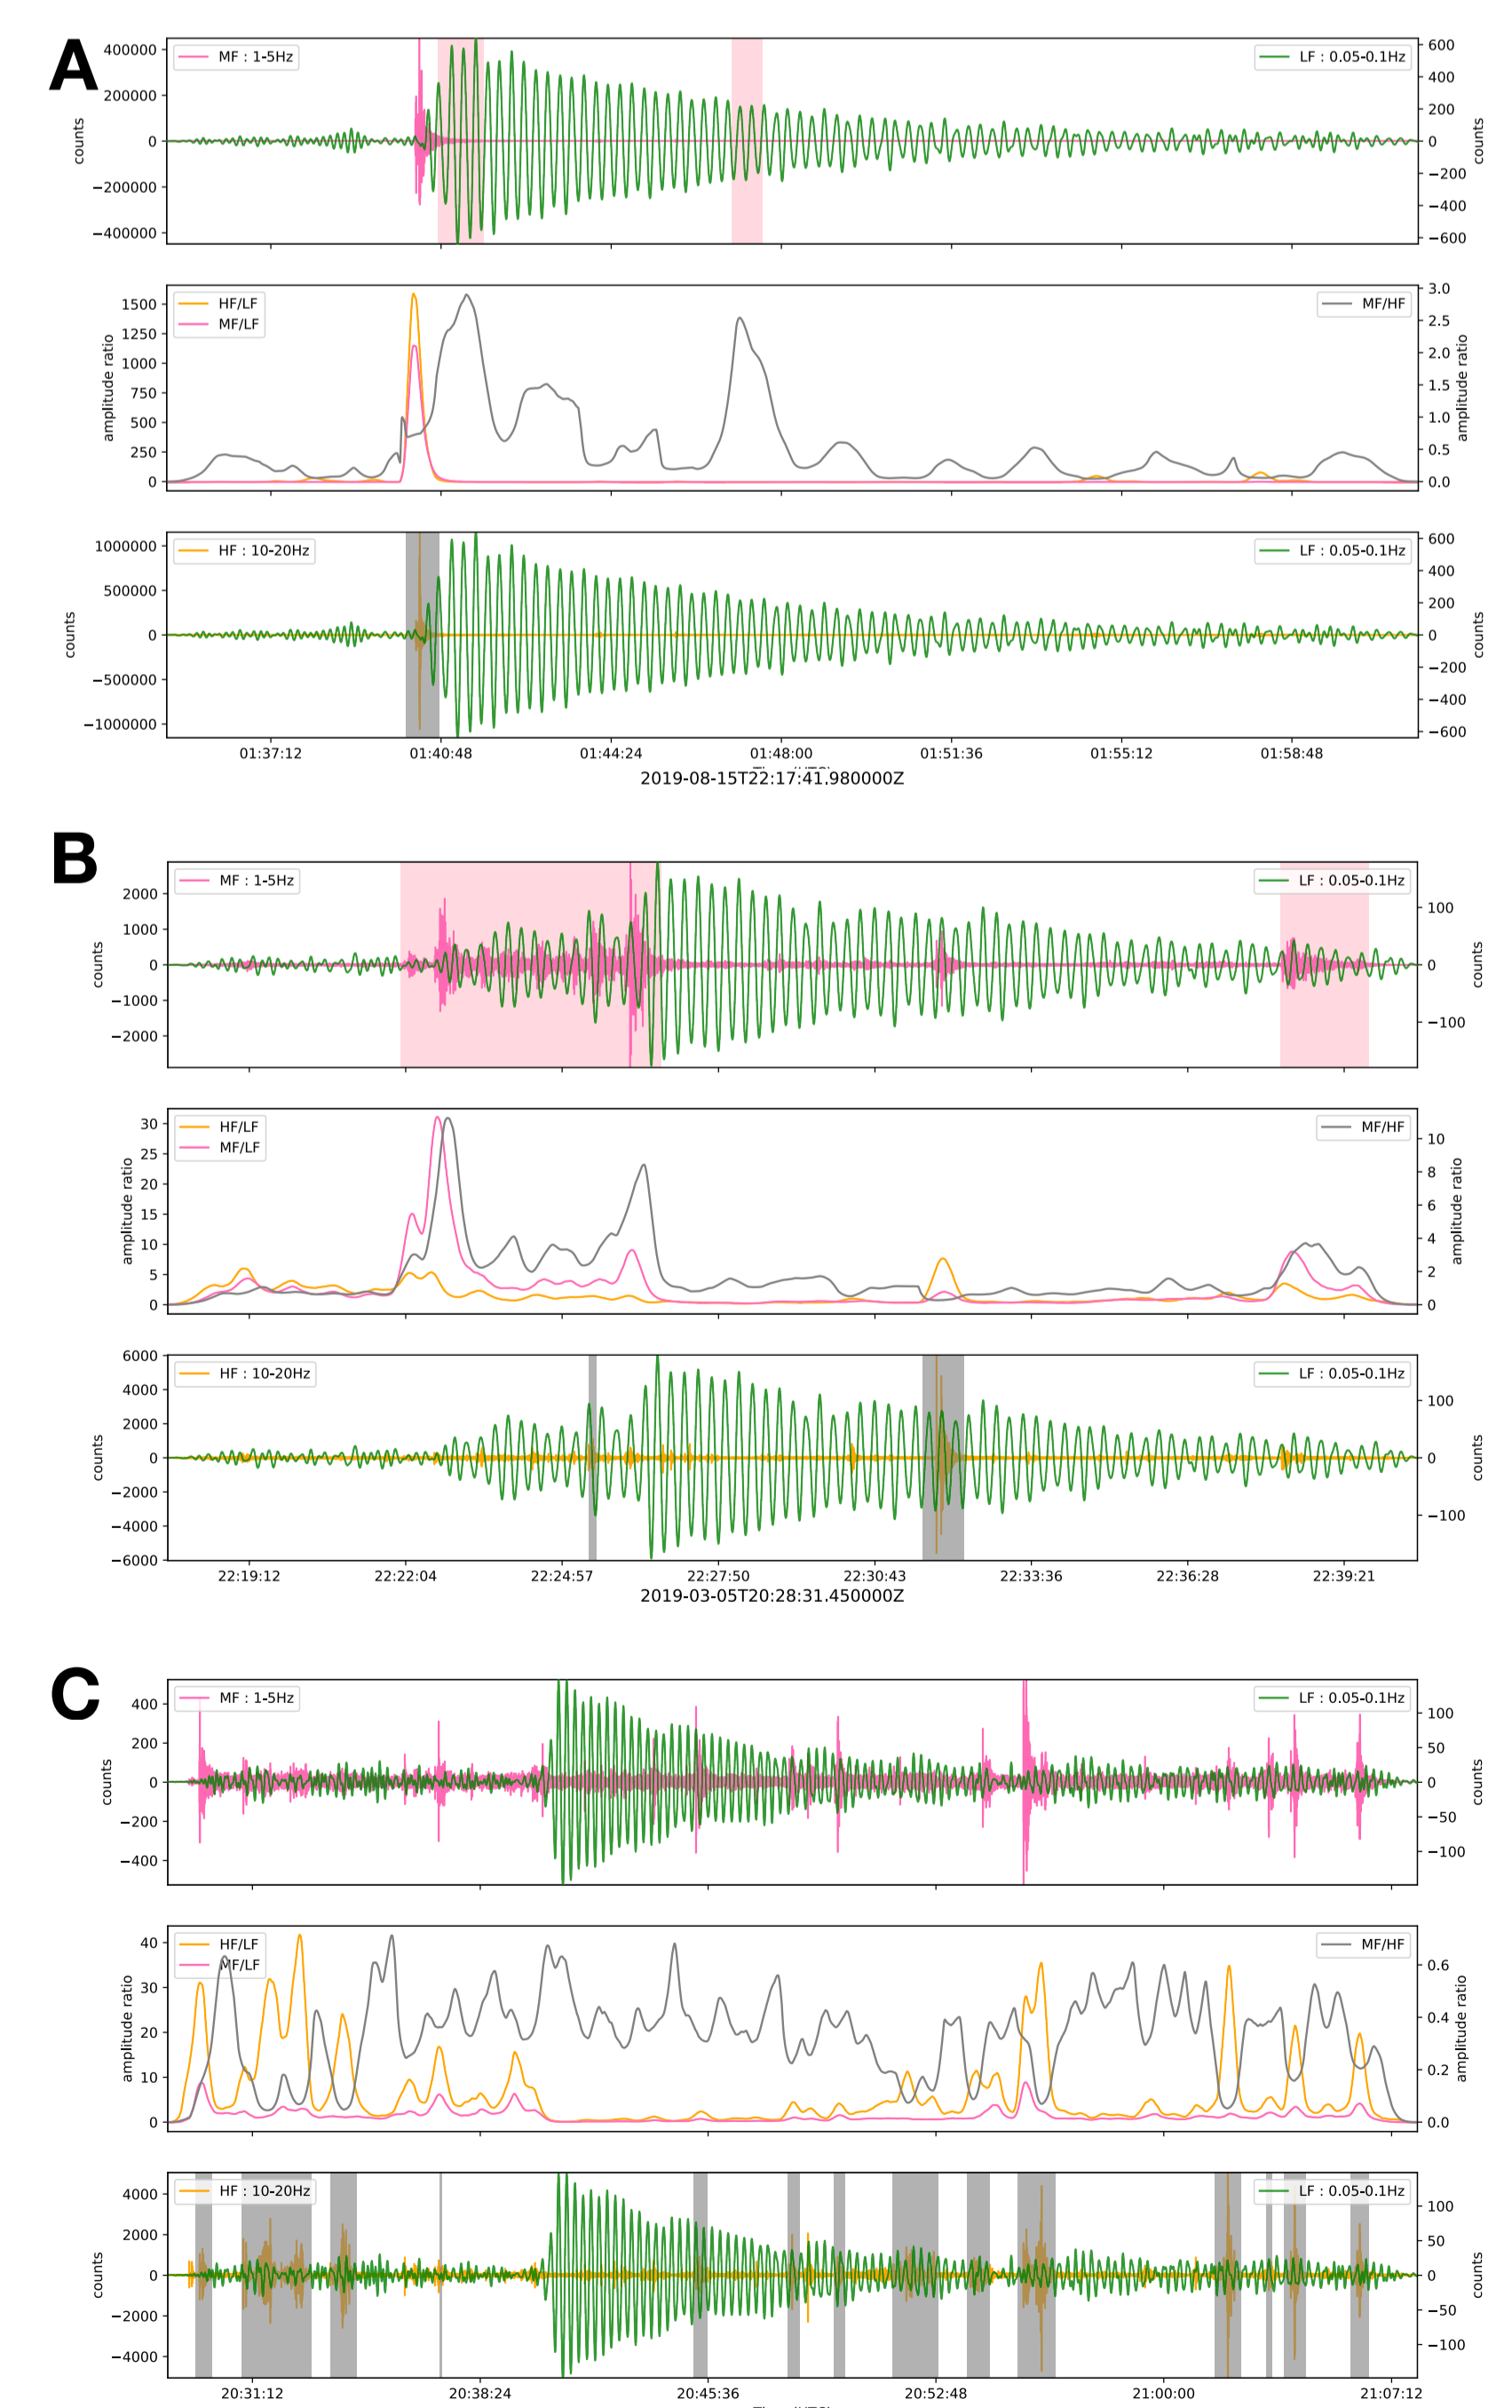 A
MF : 1-5Hz
LF : 0.05-0.1Hz
400000
200000
0
−200000
−400000
counts
600
400
200
0
−200
−400
−600
counts
HF/LF
MF/LF
MF/HF
1500
1250
1000
750
500
250
0
amplitude ratio
3.0
2.5
2.0
1.5
1.0
0.5
0.0
amplitude ratio
HF : 10-20Hz
LF : 0.05-0.1Hz
1000000
500000
0
−500000
−1000000
counts
600
400
200
0
−200
−400
−600
counts
01:37:12 01:40:48 01:44:24 01:48:00 01:51:36 01:55:12 01:58:48
2019-08-15T22:17:41.980000Z
B
MF : 1-5Hz
LF : 0.05-0.1Hz
2000
1000
0
−1000
−2000
counts
100
0
−100
counts
HF/LF
MF/LF
MF/HF
30
25
20
15
10
5
0
amplitude ratio
10
8
6
4
2
0
amplitude ratio
HF : 10-20Hz
LF : 0.05-0.1Hz
6000
4000
2000
0
−2000
−4000
−6000
counts
100
0
−100
counts
22:19:12 22:22:04 22:24:57 22:27:50 22:30:43 22:33:36 22:36:28 22:39:21
2019-03-05T20:28:31.450000Z
C
MF : 1-5Hz
LF : 0.05-0.1Hz
400
200
0
−200
−400
counts
100
50
0
−50
−100
counts
HF/LF
MF/LF
MF/HF
40
30
20
10
0
amplitude ratio
0.6
0.4
0.2
0.0
amplitude ratio
HF : 10-20Hz
LF : 0.05-0.1Hz
4000
2000
0
−2000
−4000
counts
100
50
0
−50
−100
counts
20:31:12 20:38:24 20:45:36 20:52:48 21:00:00 21:07:12